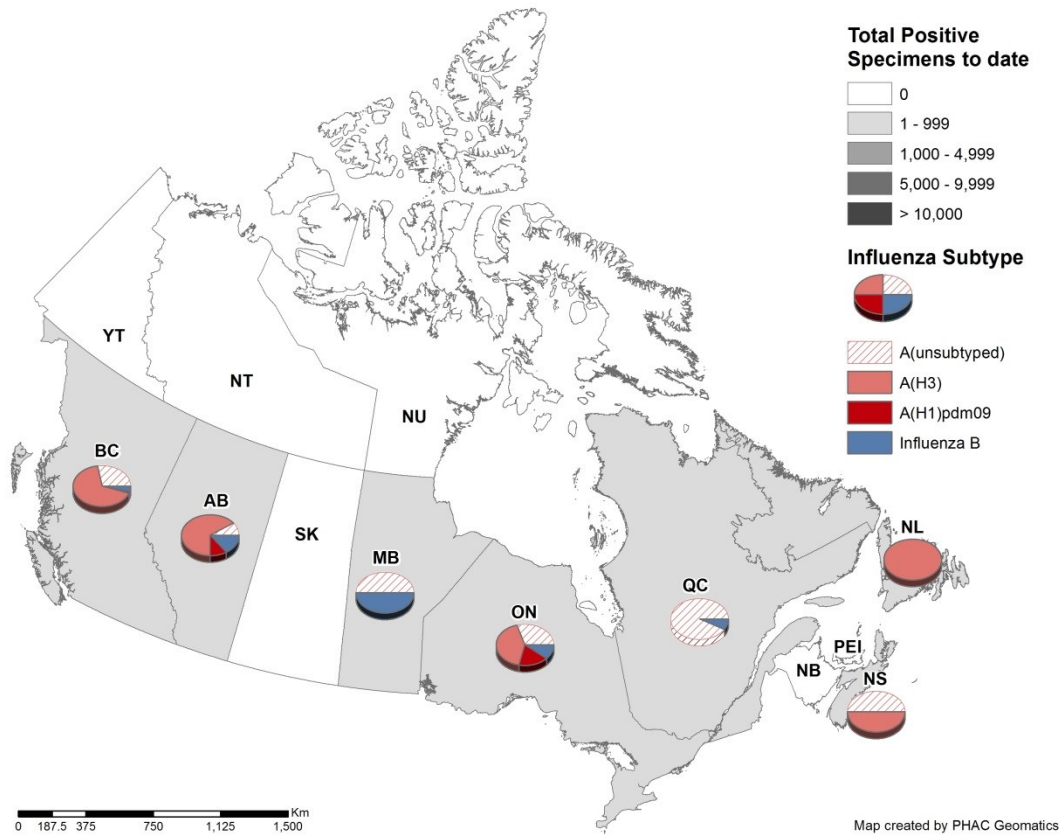 Total Positive
Specimens to date
0
1 - 999
1,000 - 4,999
5,000 - 9,999
> 10,000
Influenza Subtype
A(unsubtyped)
A(H3)
A(H1)pdm09
Influenza B
YT
NT
NU
BC
AB
SK
MB
ON
QC
NL
PEI
NB
NS
Km
0 187.5 375 750 1,125 1,500
Map created by PHAC Geomatics